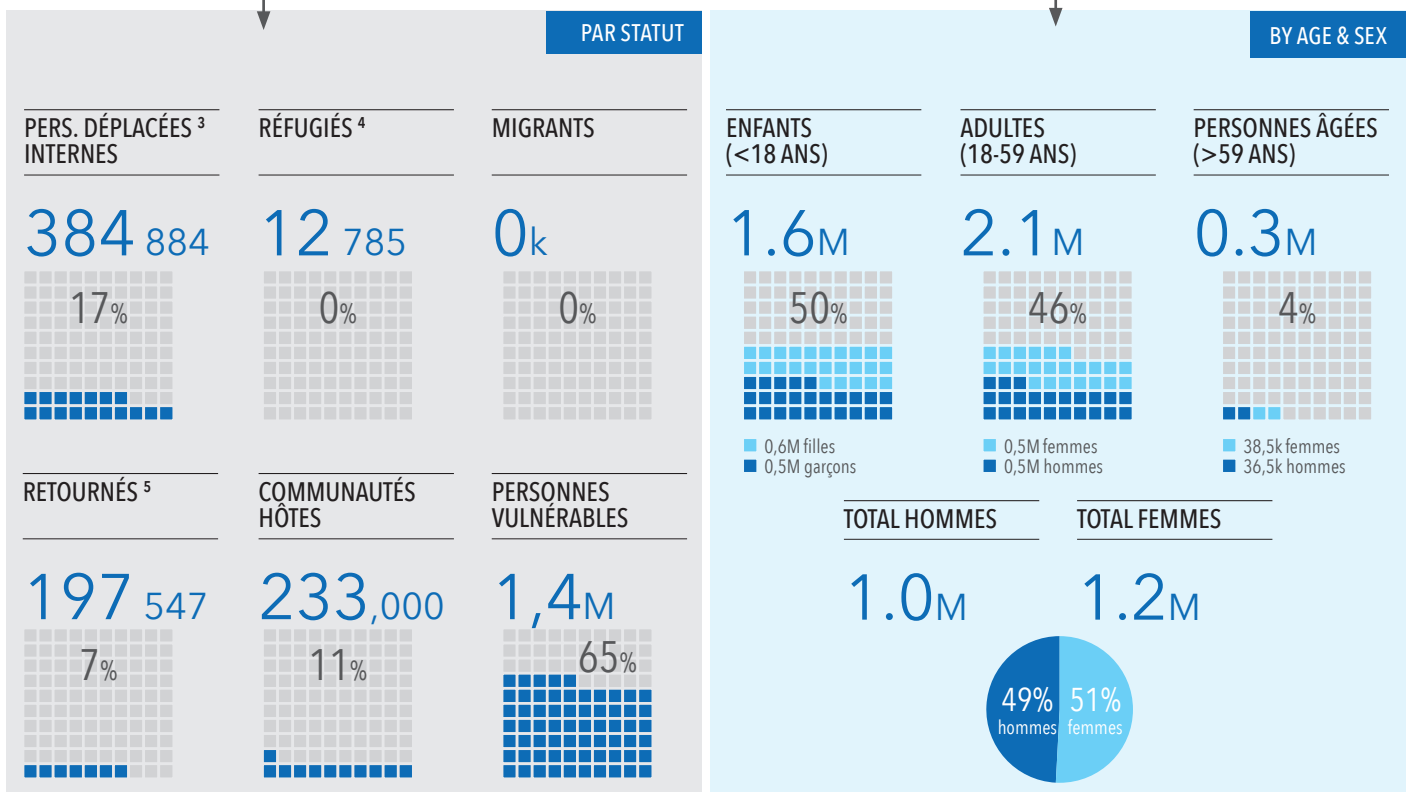 PAR STATUT
PERS. DÉPLACÉES 3
INTERNES
RÉFUGIÉS 4
MIGRANTS
384 884
12 785
0k
17%
0%
0%
RETOURNÉS 5
COMMUNAUTÉS
HÔTES
PERSONNES
VULNÉRABLES
197 547
233,000
1,4M
7%
11%
65%
BY AGE & SEX
ENFANTS
(<18 ANS)
ADULTES
(18-59 ANS)
PERSONNES ÂGÉES
(>59 ANS)
1.6M
2.1M
0.3M
50%
46%
4%
0,6M filles
0,5M garçons
0,5M femmes
0,5M hommes
38,5k femmes
36,5k hommes
TOTAL HOMMES
TOTAL FEMMES
1.0M
1.2M
49%
hommes
51%
femmes